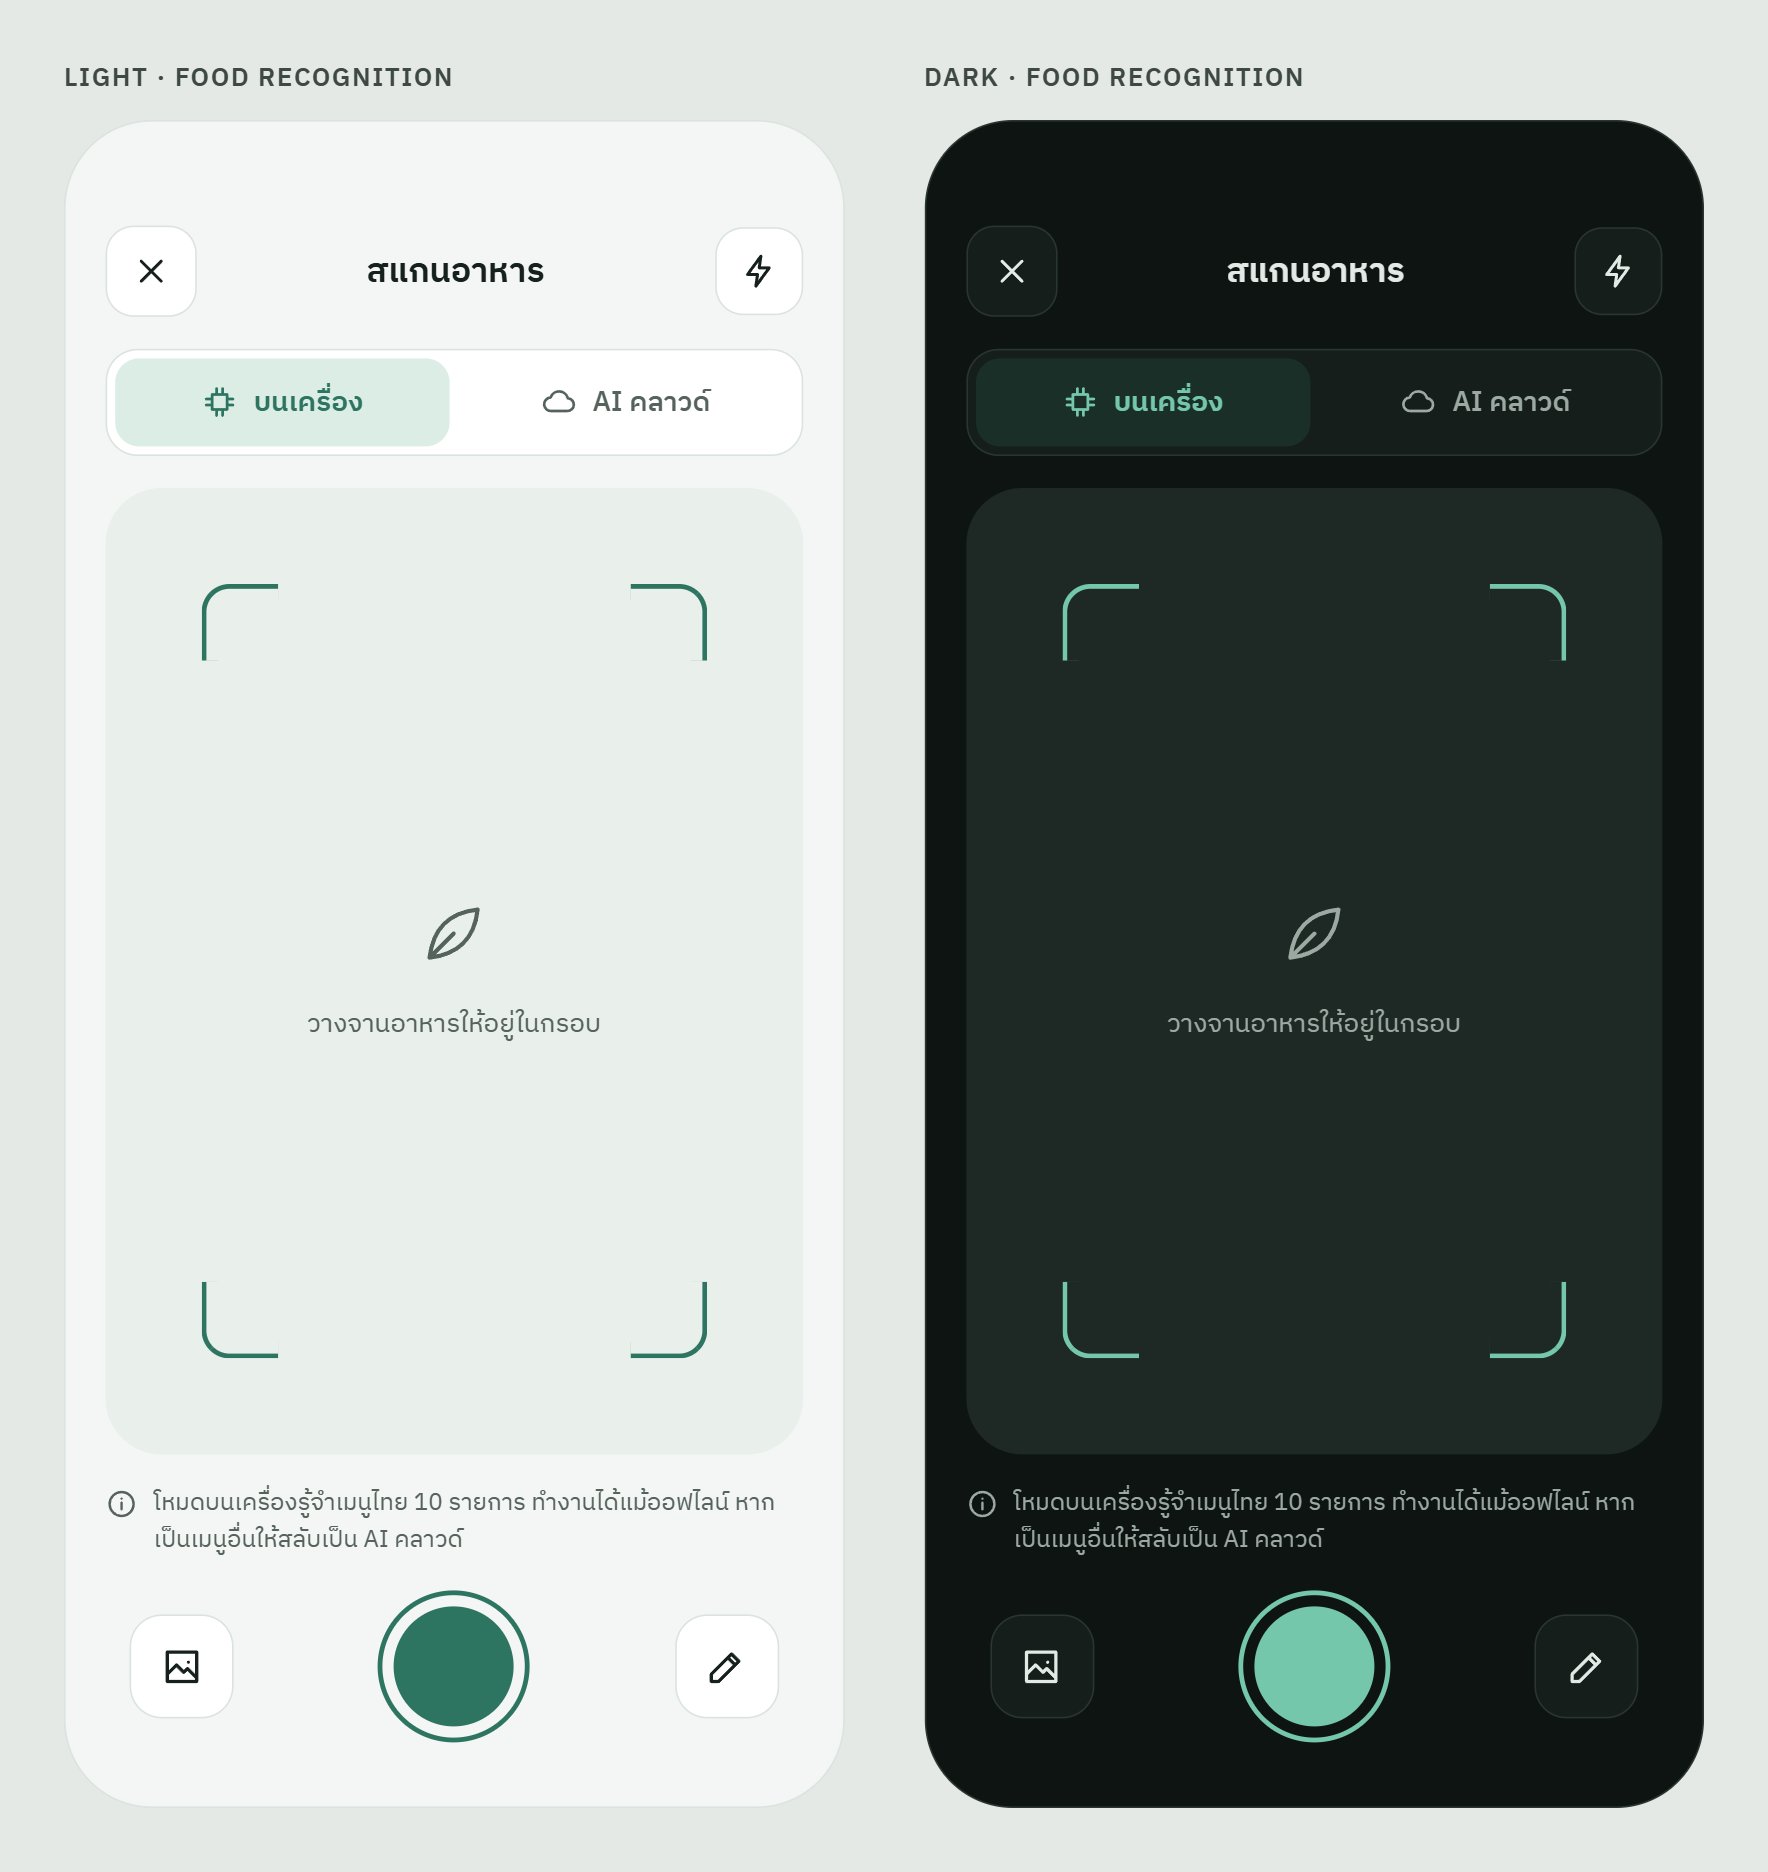 LIGHT · FOOD RECOGNITION
สแกนอาหาร
บนเครื่อง
AI คลาวด์
วางจานอาหารให้อยู่ในกรอบ
โหมดบนเครื่องรู้จำเมนูไทย 10 รายการ ทำงานได้แม้ออฟไลน์ หาก
เป็นเมนูอื่นให้สลับเป็น AI คลาวด์
DARK · FOOD RECOGNITION
สแกนอาหาร
บนเครื่อง
AI คลาวด์
วางจานอาหารให้อยู่ในกรอบ
โหมดบนเครื่องรู้จำเมนูไทย 10 รายการ ทำงานได้แม้ออฟไลน์ หาก
เป็นเมนูอื่นให้สลับเป็น AI คลาวด์